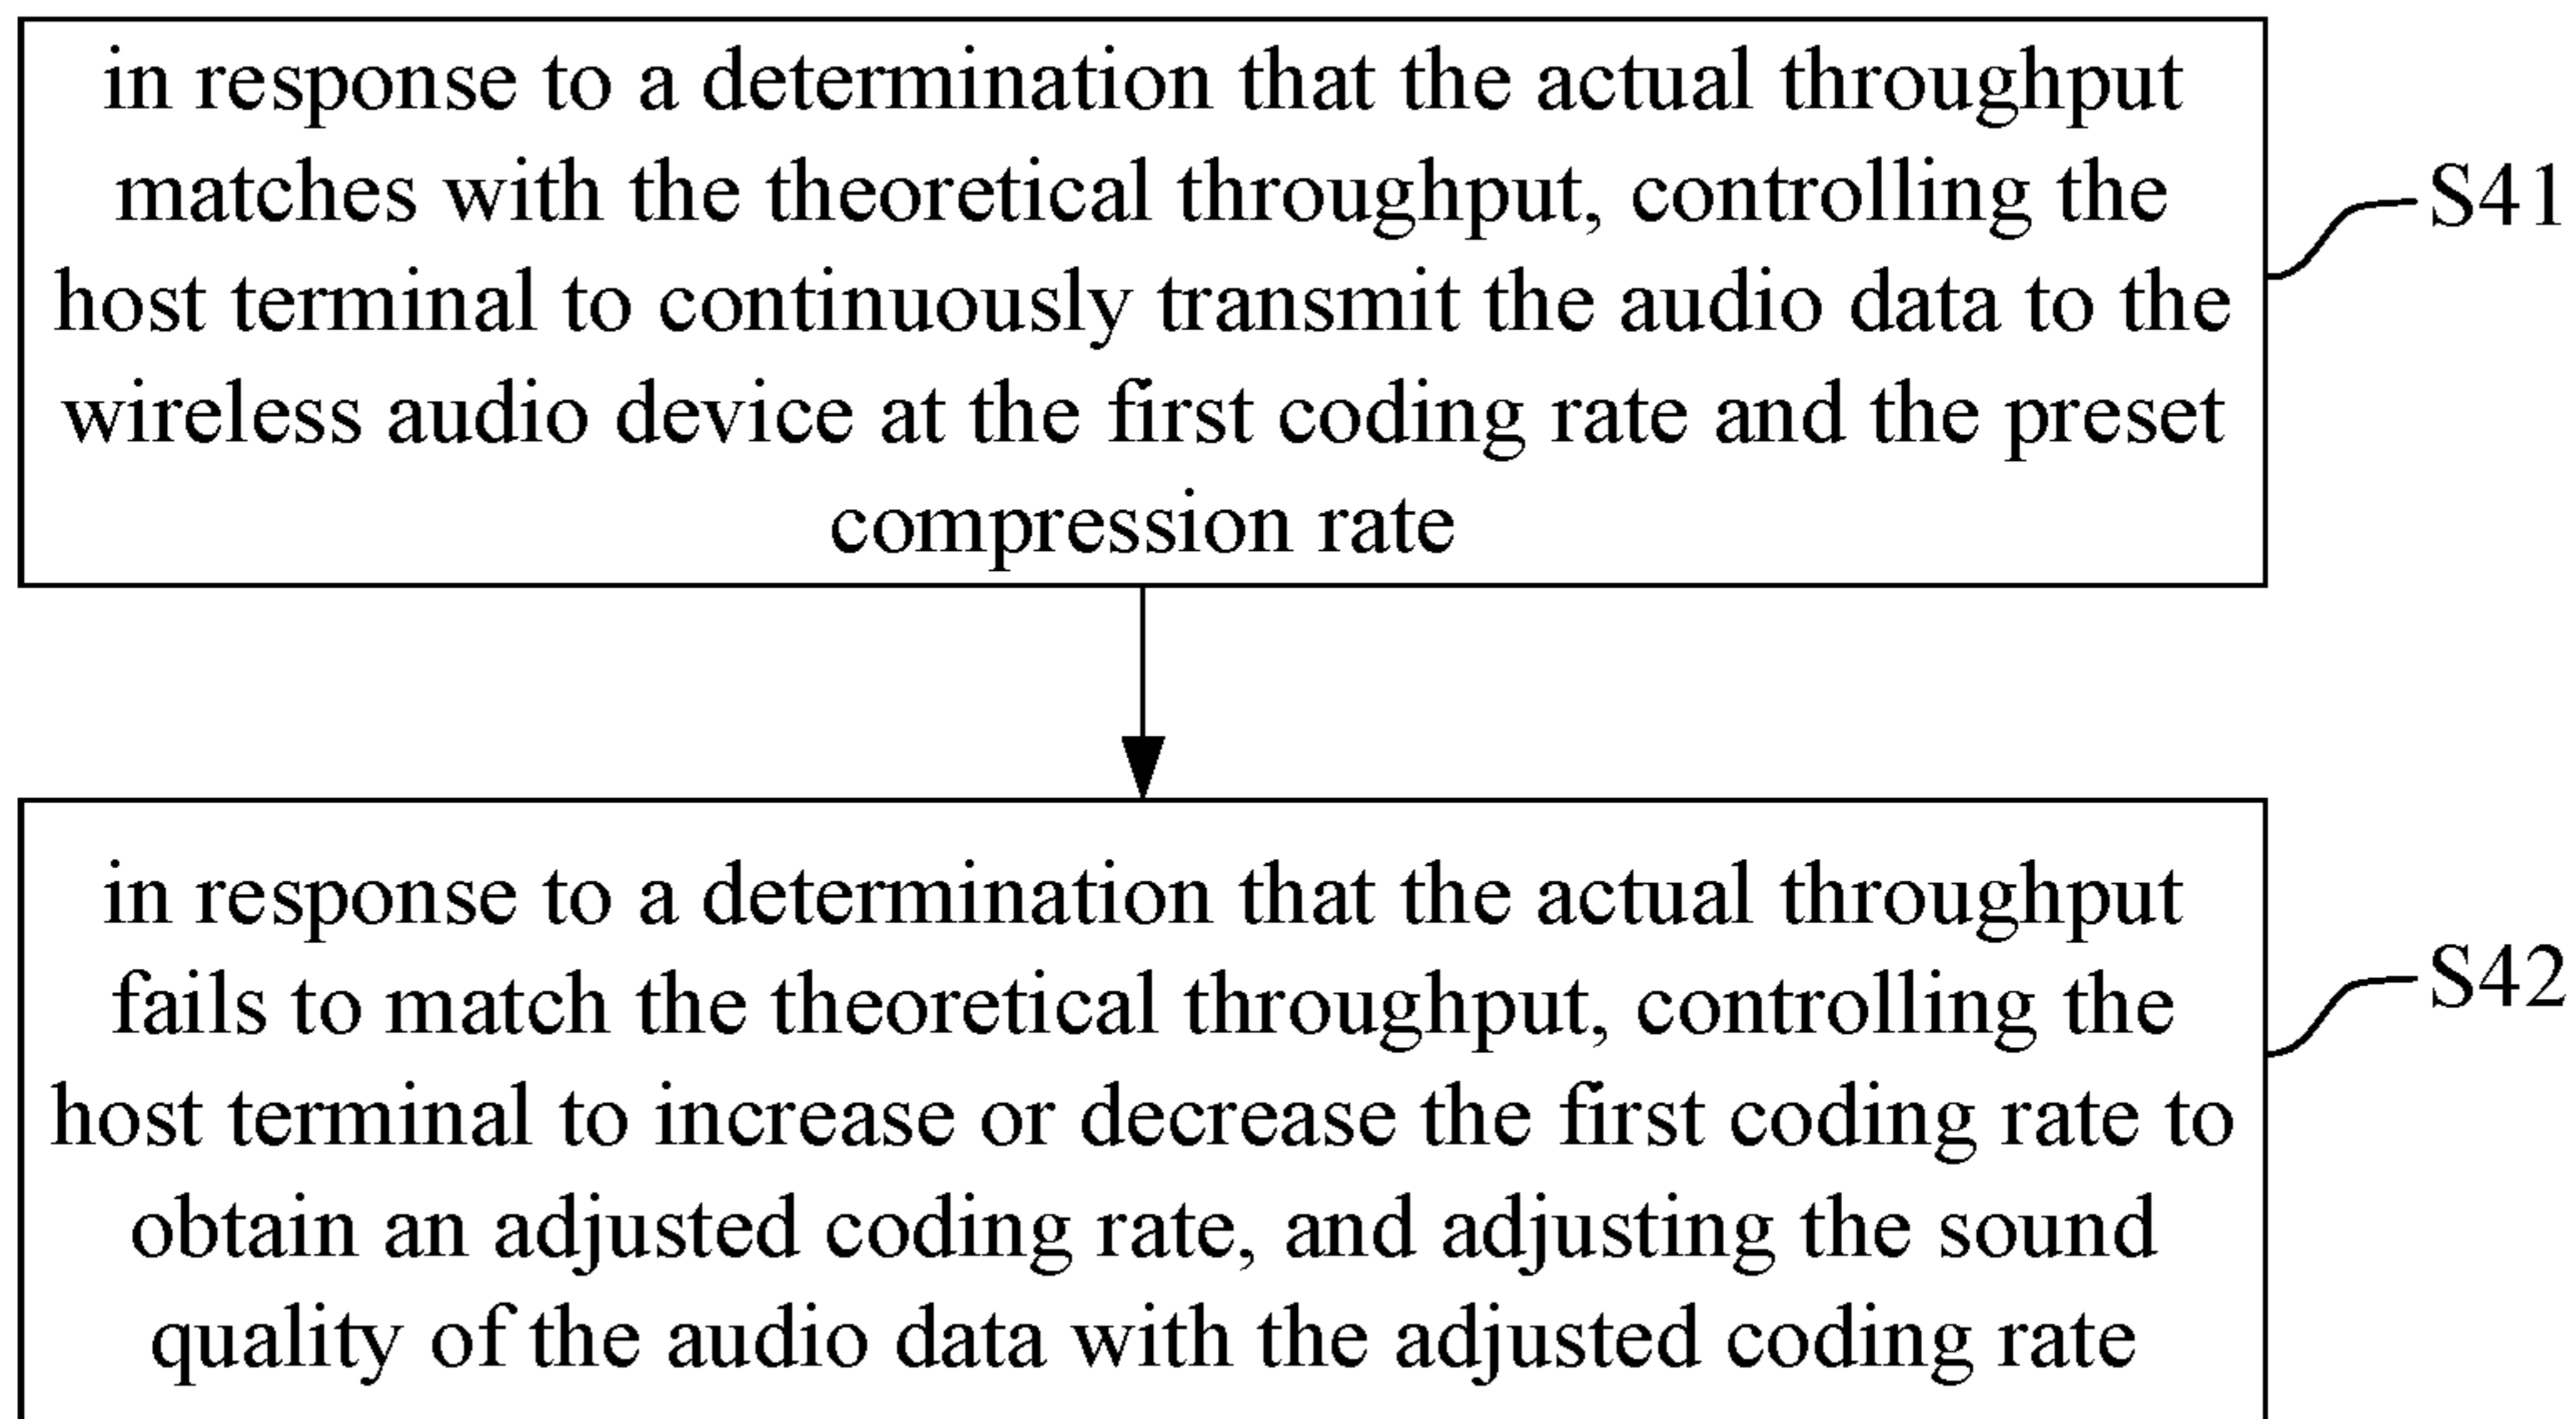 in response to a determination that the actual throughput
matches with the theoretical throughput, controlling the
host terminal to continuously transmit the audio data to the
wireless audio device at the first coding rate and the preset
compression rate
S41
in response to a determination that the actual throughput
fails to match the theoretical throughput, controlling the
host terminal to increase or decrease the first coding rate to
obtain an adjusted coding rate, and adjusting the sound
quality of the audio data with the adjusted coding rate
S42